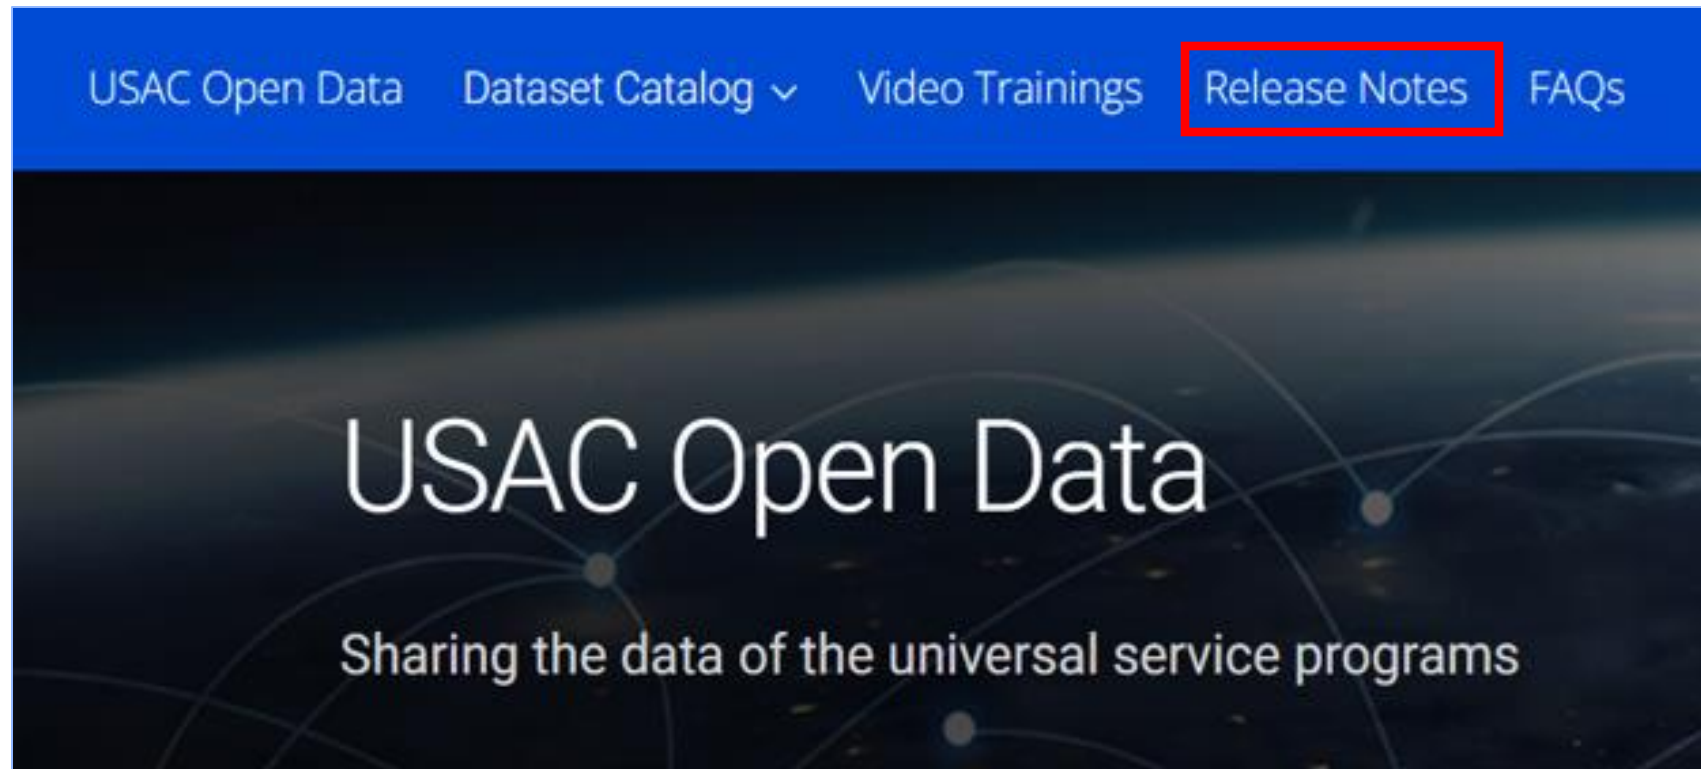 USAC Open Data Dataset Catalog Video Trainings Release Notes FAQs
USAC Open Data
Sharing the data of the universal service programs